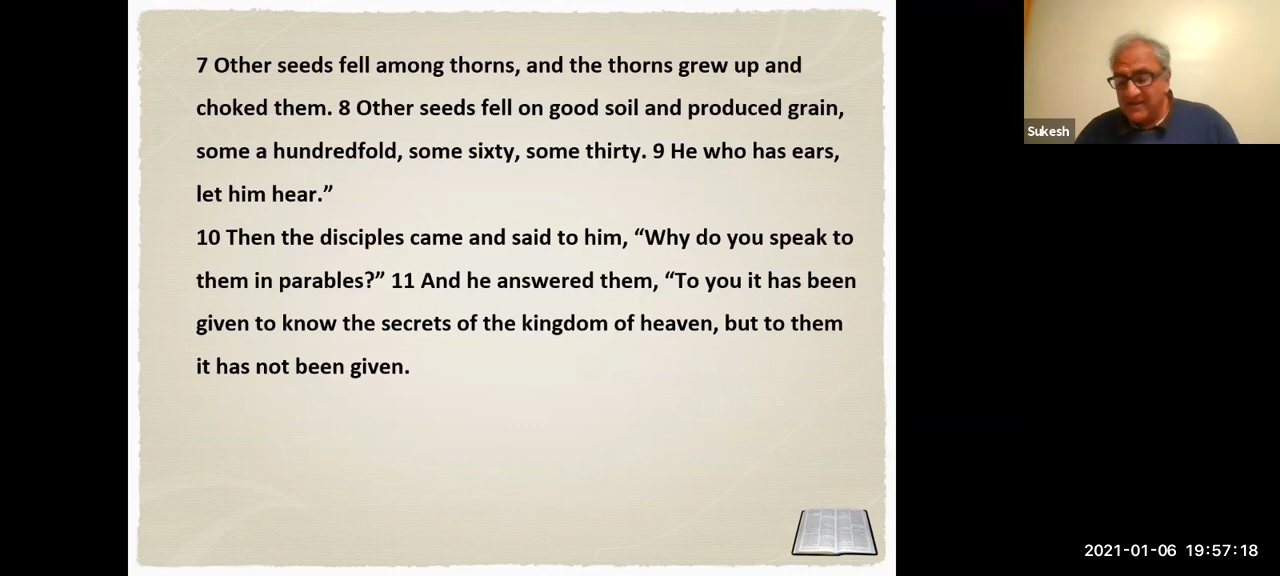 7 Other seeds fell among thorns, and the thorns grew up and
choked them. 8 Other seeds fell on good soil and produced grain,
some a hundredfold, some sixty, some thirty. 9 He who has ears,
let him hear.”
10 Then the disciples came and said to him, “Why do you speak to
them in parables?” 11 And he answered them, “To you it has been
given to know the secrets of the kingdom of heaven, but to them
it has not been given.
Sukesh
2021-01-06 19:57:18